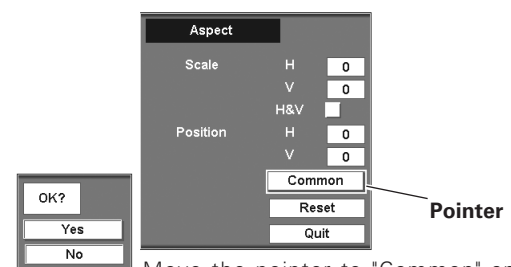 Aspect
Scale H 0
V 0
H&V
Position H 0
V 0
Common
Reset
Quit
Pointer
OK?
Yes
No
Move the pointer to "Common" an